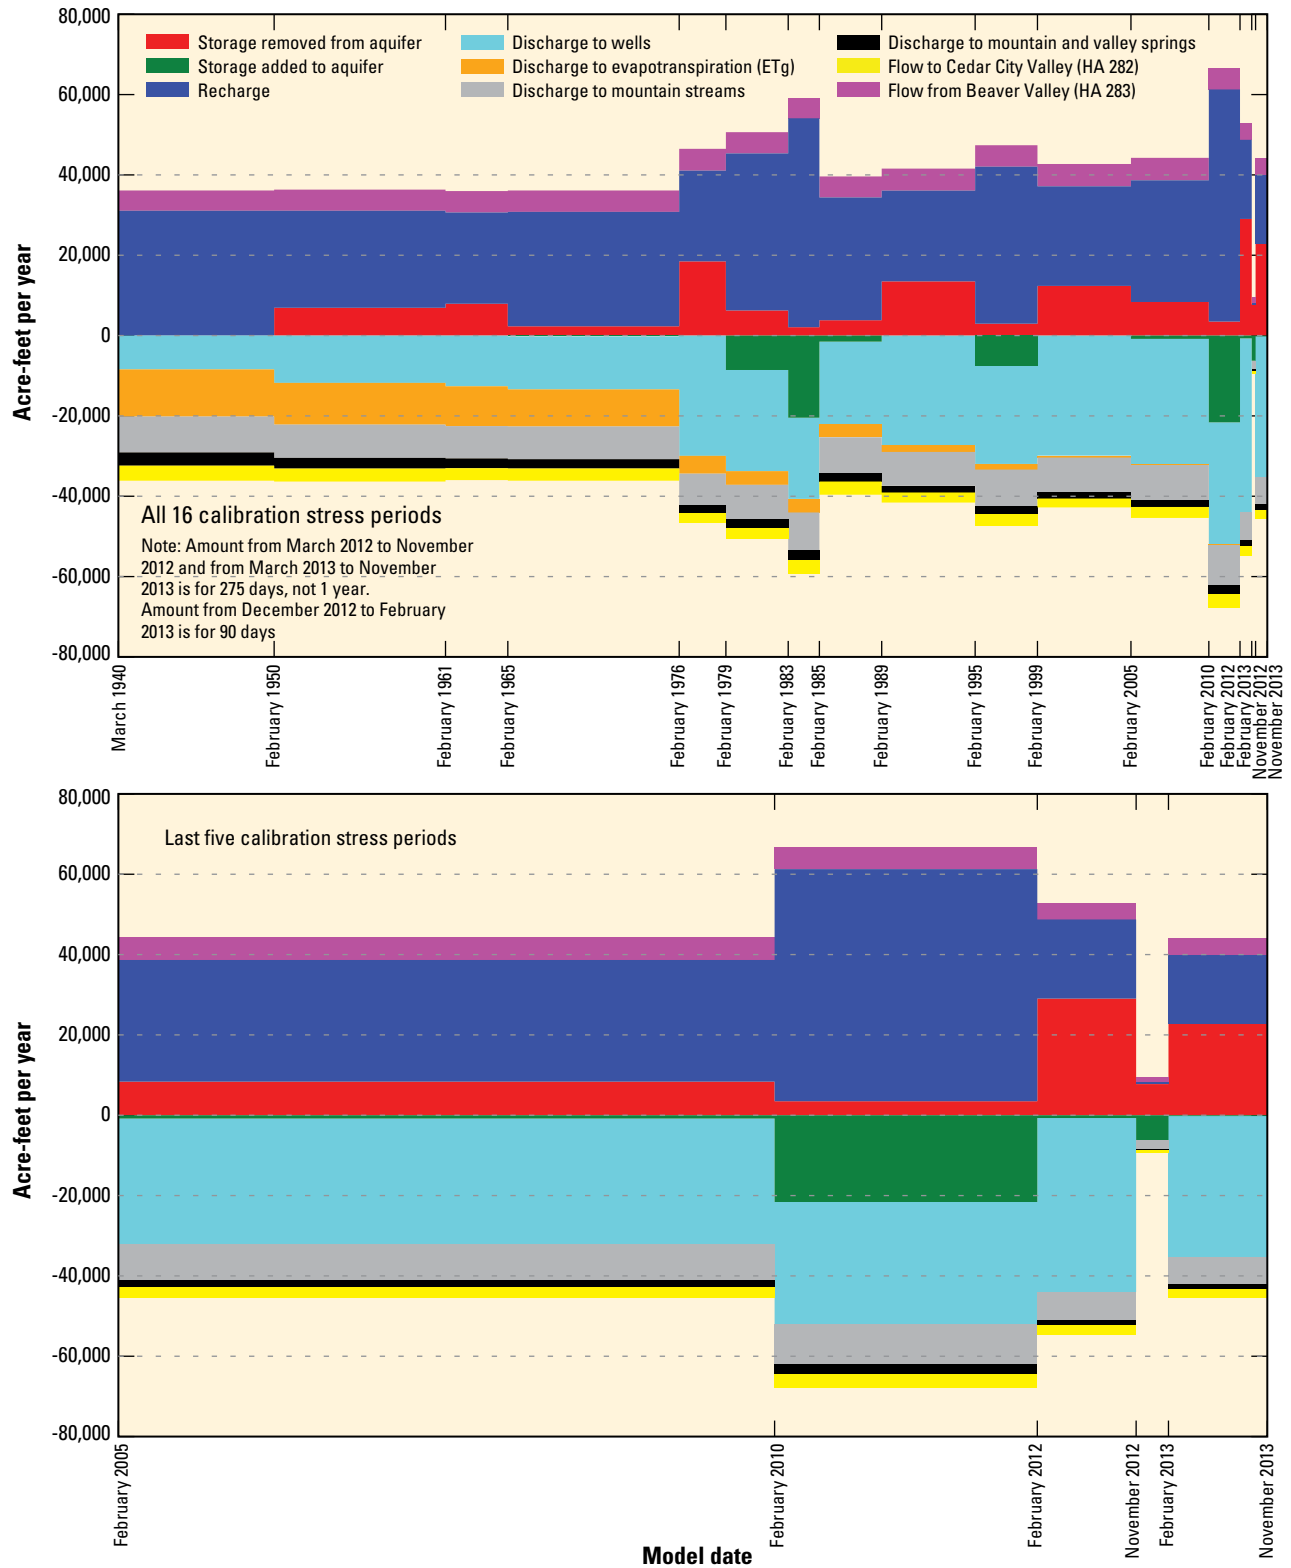 80,000
60,000
40,000
20,000
0
-20,000
-40,000
-60,000
-80,000
Acre-feet per year
Storage removed from aquifer
Storage added to aquifer
Recharge
Discharge to wells
Discharge to evapotranspiration (ETg)
Discharge to mountain streams
Discharge to mountain and valley springs
Flow to Cedar City Valley (HA 282)
Flow from Beaver Valley (HA 283)
All 16 calibration stress periods
Note: Amount from March 2012 to November
2012 and from March 2013 to November
2013 is for 275 days, not 1 year.
Amount from December 2012 to February
2013 is for 90 days
March 1940
February 1950
February 1961
February 1965
February 1976
February 1979
February 1983
February 1985
February 1989
February 1995
February 1999
February 2005
February 2010
February 2012
February 2013
November 2012
November 2013
80,000
60,000
40,000
20,000
0
-20,000
-40,000
-60,000
-80,000
Acre-feet per year
Last five calibration stress periods
February 2005
February 2010
February 2012
November 2012
February 2013
November 2013
Model date